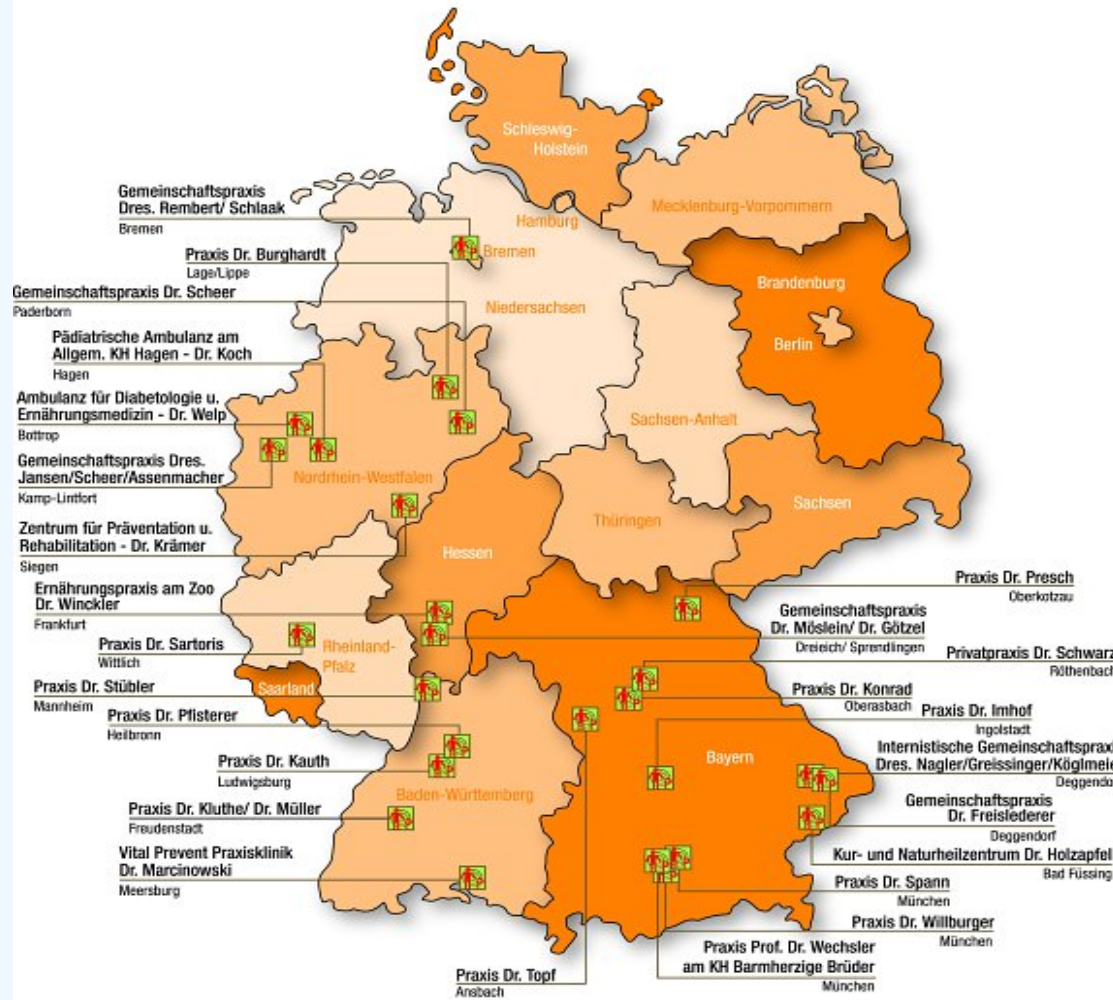 Schleswig-
Holstein
Mecklenburg-Vorpommern
Hamburg
Bremen
Niedersachsen
Brandenburg
Berlin
Sachsen-Anhalt
Nordrhein-Westfalen
Sachsen
Thüringen
Hessen
Rheinland-
Pfalz
Saarland
Bayern
Baden-Württemberg
Gemeinschaftspraxis
Dres. Rembert/ Schlaak
Bremen
Praxis Dr. Burghardt
Lage/Lippe
Gemeinschaftspraxis Dr. Scheer
Paderborn
Pädiatrische Ambulanz am
Allgem. KH Hagen - Dr. Koch
Hagen
Ambulanz für Diabetologie u.
Ernährungsmedizin - Dr. Welp
Bottrop
Gemeinschaftspraxis Dres.
Jansen/Scheer/Assenmacher
Kamp-Lintfort
Zentrum für Prävention u.
Rehabilitation - Dr. Krämer
Siegen
Ernährungspraxis am Zoo
Dr. Winckler
Frankfurt
Praxis Dr. Sartoris
Wittlich
Praxis Dr. Stübler
Mannheim
Praxis Dr. Pfisterer
Heilbronn
Praxis Dr. Kauth
Ludwigsburg
Praxis Dr. Kluthe/ Dr. Müller
Freudenstadt
Vital Prevent Praxisklinik
Dr. Marcinowski
Meersburg
Praxis Dr. Presch
Oberkotzau
Gemeinschaftspraxis
Dr. Möslein/ Dr. Götzel
Dreieich/ Sprendlingen
Privatpraxis Dr. Schwarz
Röthenbach
Praxis Dr. Konrad
Oberasbach
Praxis Dr. Imhof
Ingolstadt
Internistische Gemeinschaftspraxi
Dres. Nagler/Greissinger/Köglmeie
Deggendo
Gemeinschaftspraxis
Dr. Freislederer
Deggendorf
Kur- und Naturheilzentrum Dr. Holzapfel
Bad Füssing
Praxis Dr. Spann
München
Praxis Dr. Willburger
München
Praxis Prof. Dr. Wechsler
am KH Barmherzige Brüder
München
Praxis Dr. Topf
Ansbach